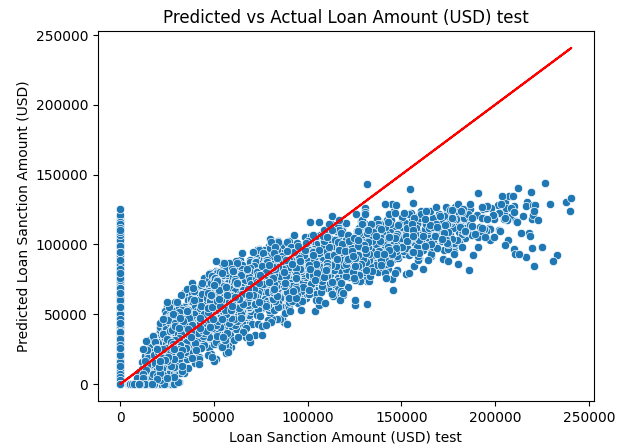 Predicted vs Actual Loan Amount (USD) test
250000
200000
150000
100000
50000
0
Predicted Loan Sanction Amount (USD)
0 50000 100000 150000 200000 250000
Loan Sanction Amount (USD) test